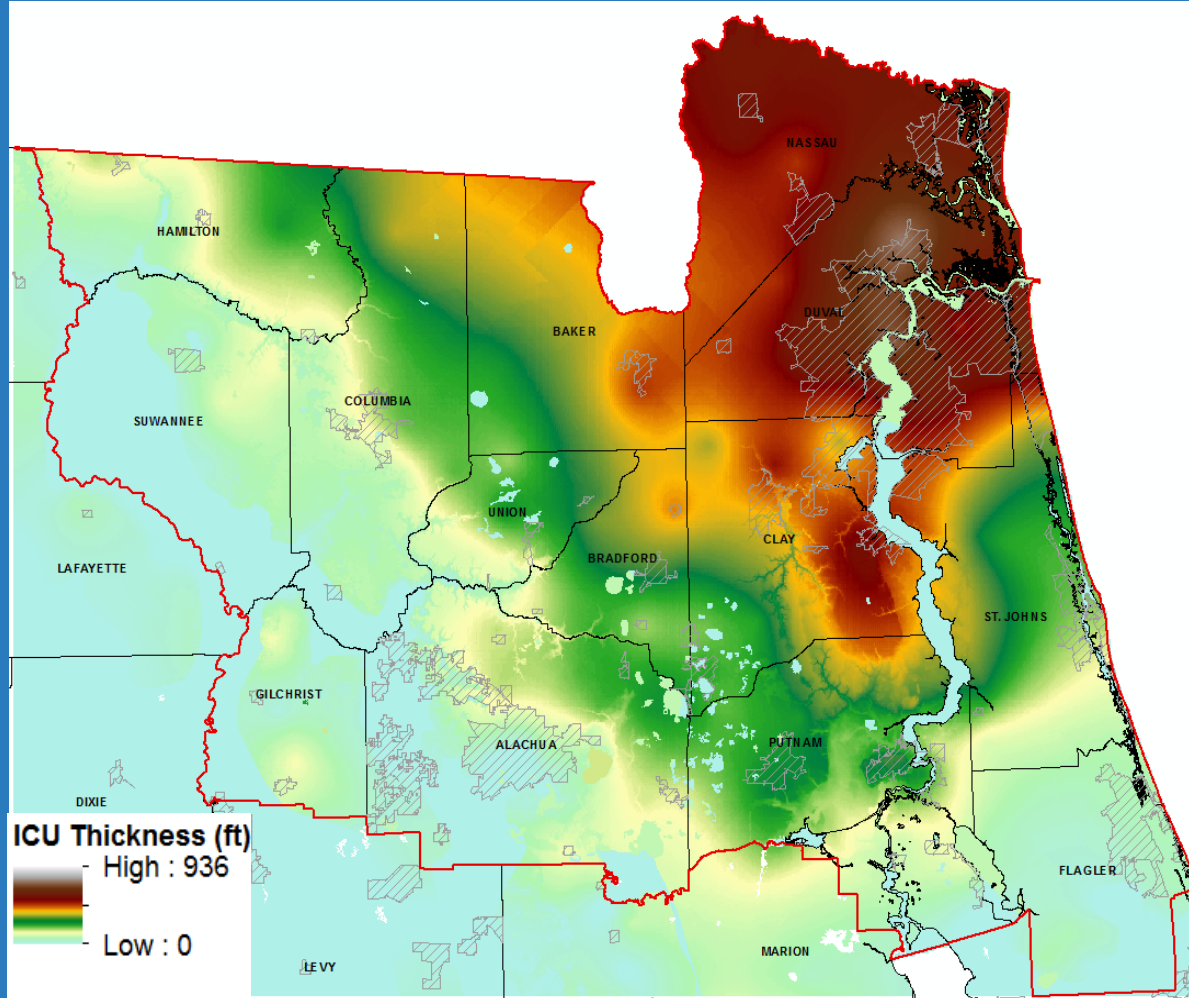 NASSAU
HAMILTON
DUVAL
BAKER
COLUMBIA
SUWANNEE
UNION
CLAY
BRADFORD
LAFAYETTE
ST. JOHNS
GILCHRIST
ALACHUA
PUTNAM
DIXIE
ICU Thickness (ft)
High : 936
Low : 0
FLAGLER
MARION
LEVY